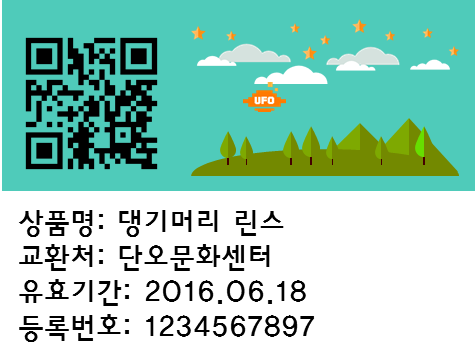 UFO
상품명: 댕기머리 린스
교환처: 단오문화센터
유효기간: 2016.06.18
등록번호: 1234567897